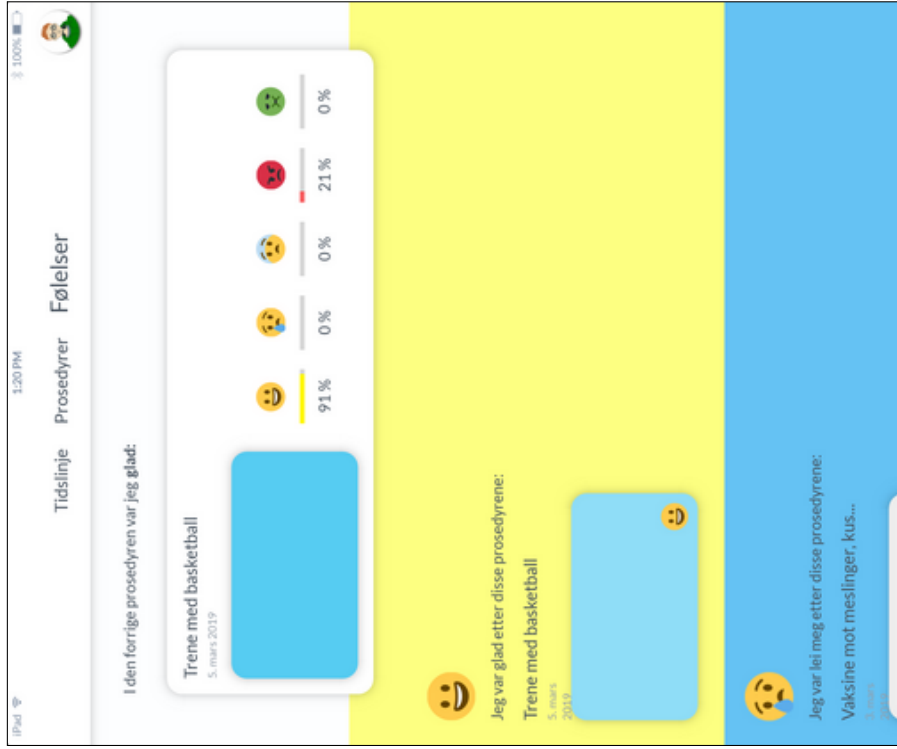 iPad
1:20 PM
100%
Tidslinje Prosedyrer Følelser
I den forrige prosedyren var jeg glad:
Trene med basketball
5. mars 2019
91% 0% 0% 21% 0%
Jeg var glad etter disse prosedyrene:
Trene med basketball
5. mars
2019
Jeg var lei meg etter disse prosedyrene:
Vaksine mot meslinger, kus...